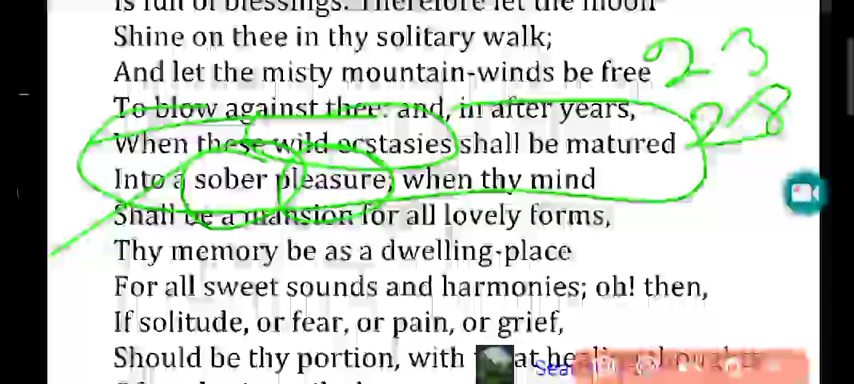 Is full of blessings. Therefore let the moon
Shine on thee in thy solitary walk;
And let the misty mountain-winds be free
23
To blow against thee: and, in after years,
28
When these wild ecstasies shall be matured
Into a sober pleasure; when thy mind
Shall be a mansion for all lovely forms,
Thy memory be as a dwelling-place
For all sweet sounds and harmonies; oh! then,
If solitude, or fear, or pain, or grief,
Should be thy portion, with at healing thoughts
Sea